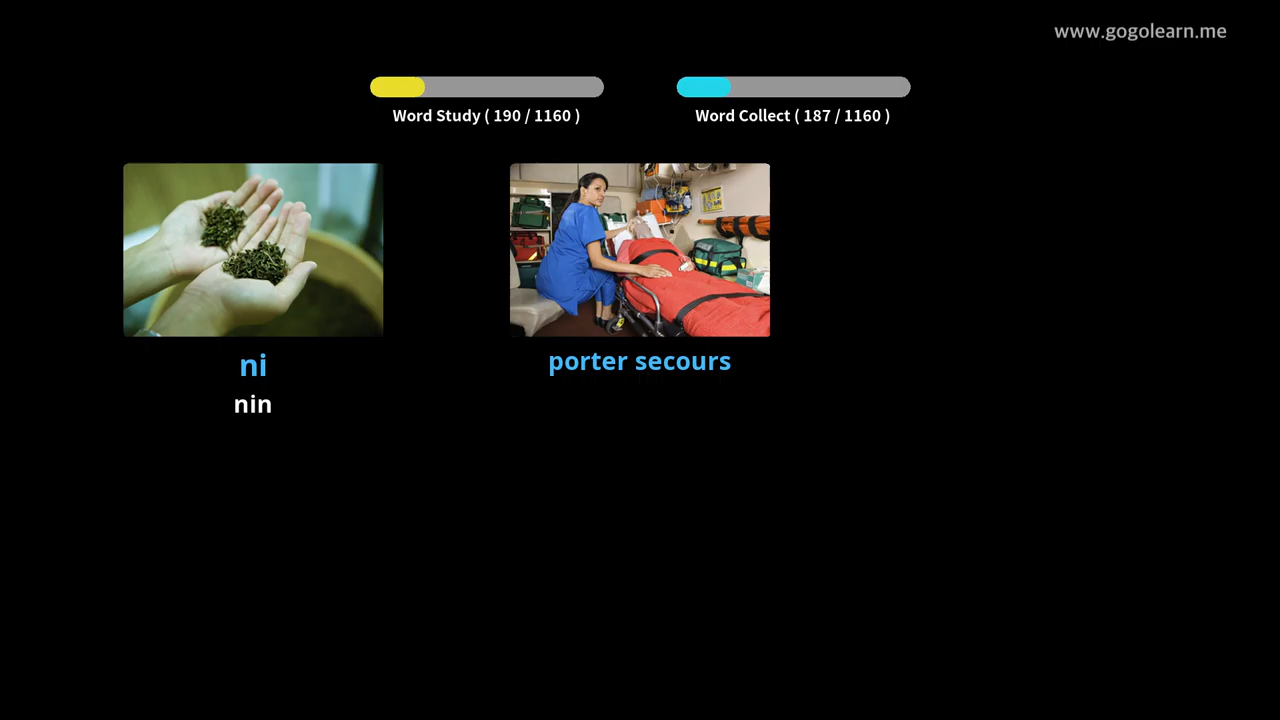 www.gogolearn.me
Word Study ( 190 / 1160 )
Word Collect ( 187 / 1160 )
ni
nin
porter secours